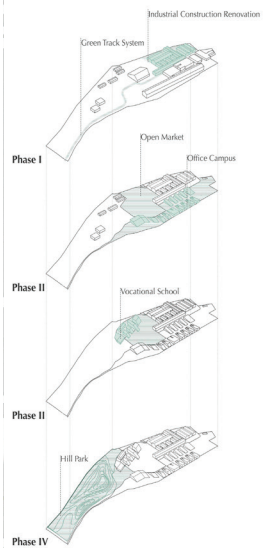 Industrial Construction Renovation
Green Track System
Phase I
Open Market
Office Campus
Phase II
Vocational School
Phase II
Hill Park
Phase IV